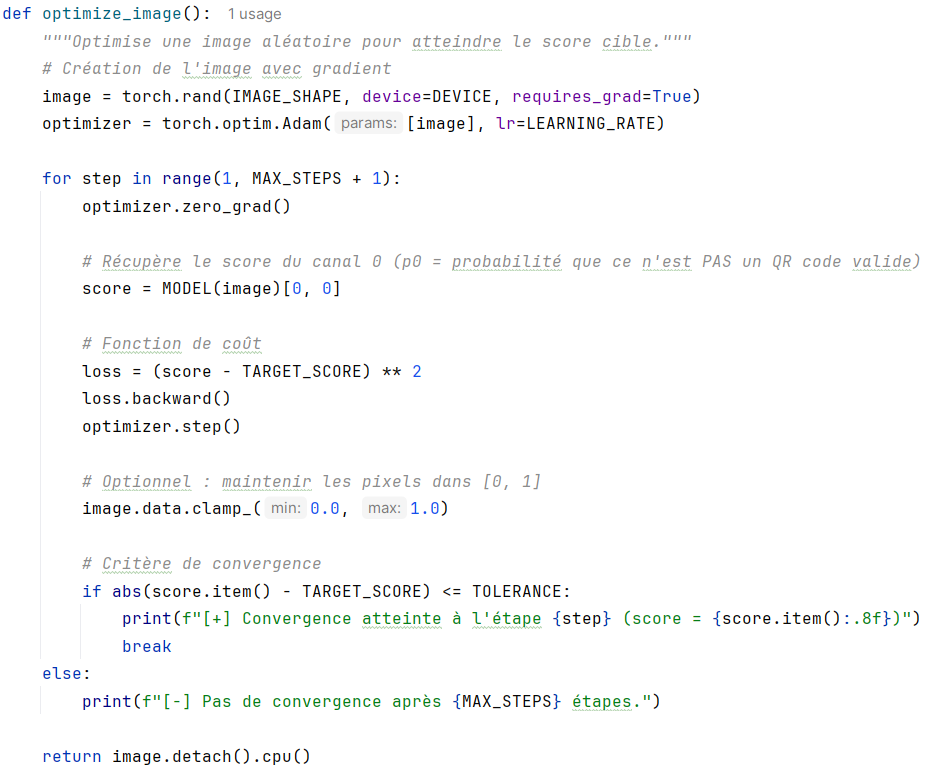 def optimize_image(): 1 usage
"""Optimise une image aléatoire pour atteindre le score cible."""
# Création de l'image avec gradient
image = torch.rand(IMAGE_SHAPE, device=DEVICE, requires_grad=True)
optimizer = torch.optim.Adam( params: [image], lr=LEARNING_RATE)
for step in range(1, MAX_STEPS + 1):
optimizer.zero_grad()
# Récupère le score du canal 0 (p0 = probabilité que ce n'est PAS un QR code valide)
score = MODEL(image)[0, 0]
# Fonction de coût
loss = (score - TARGET_SCORE) ** 2
loss.backward()
optimizer.step()
# Optionnel : maintenir les pixels dans [0, 1]
image.data.clamp_( min: 0.0, max: 1.0)
# Critère de convergence
if abs(score.item() - TARGET_SCORE) <= TOLERANCE:
print(f"[+] Convergence atteinte à l'étape {step} (score = {score.item():.8f})")
break
else:
print(f"[-] Pas de convergence après {MAX_STEPS} étapes.")
return image.detach().cpu()